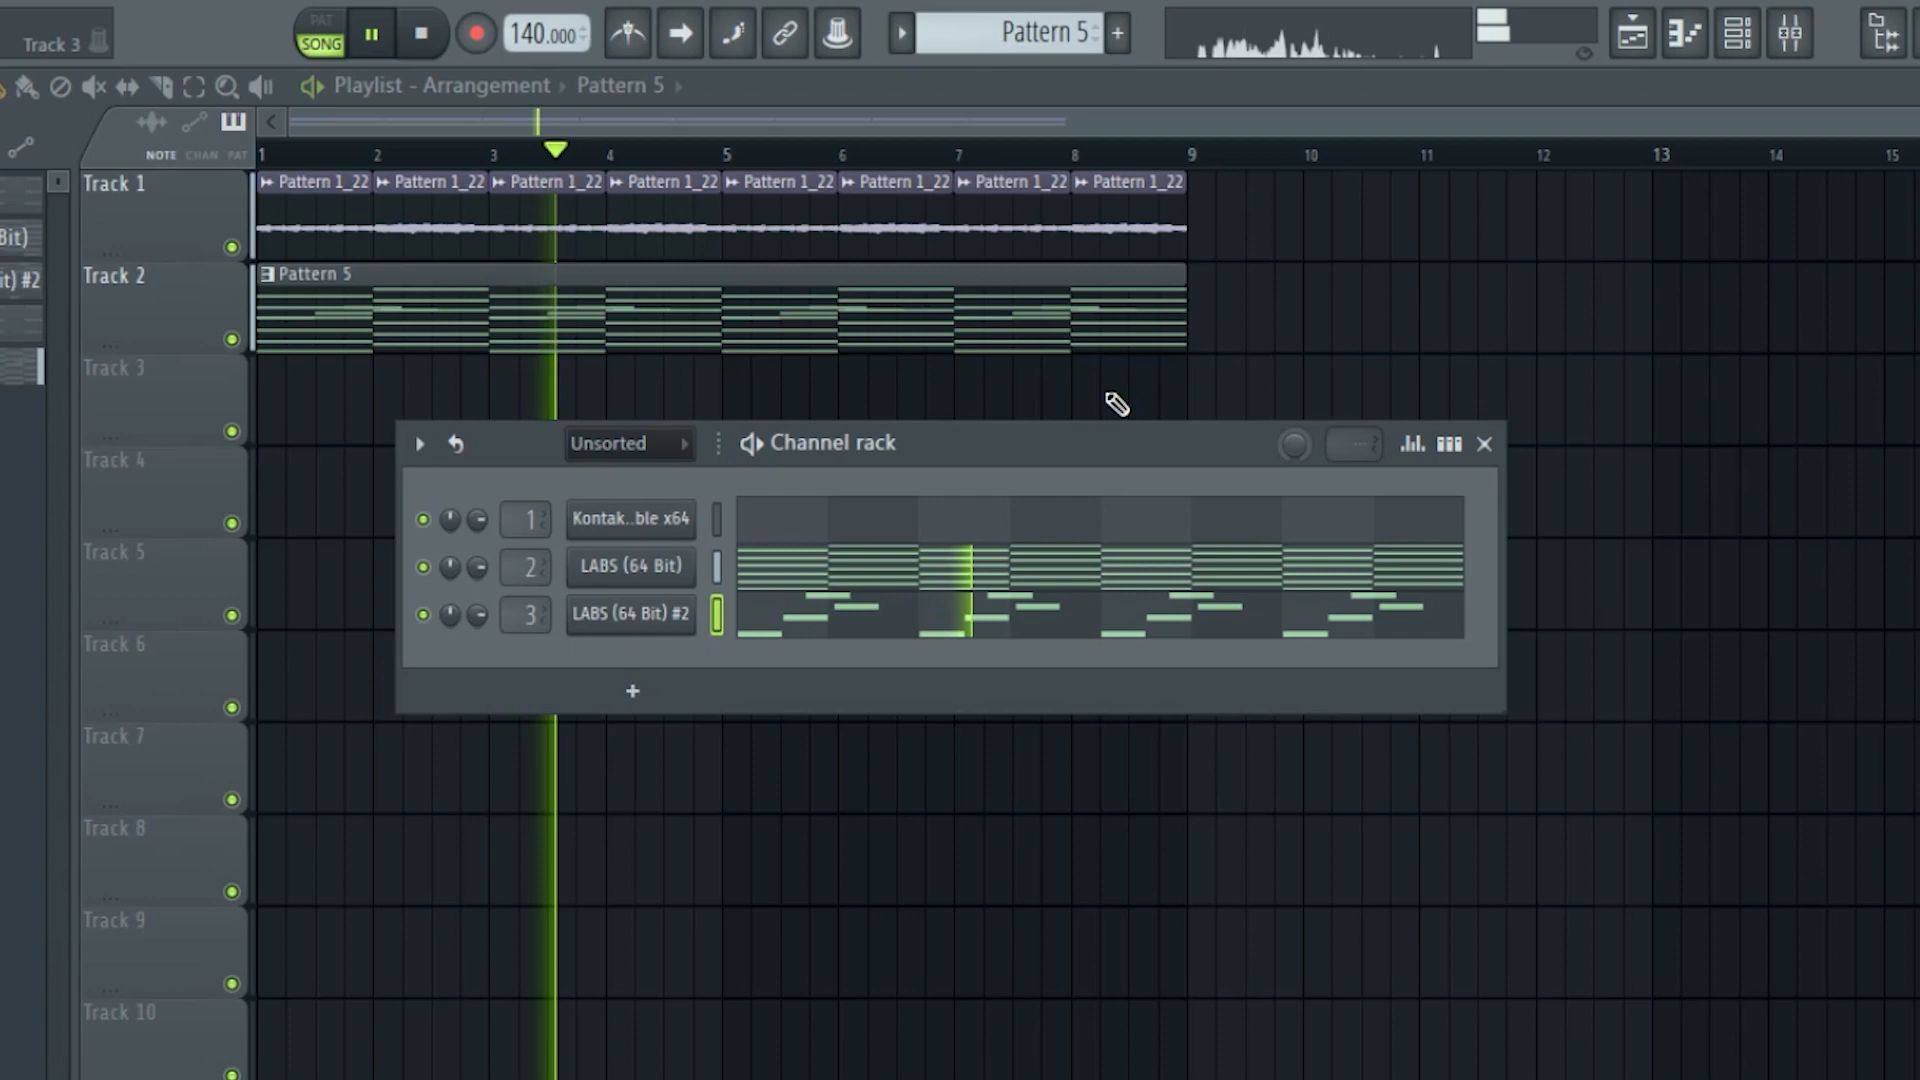 Track 3
PAT
SONG
140.000
Pattern 5
+
Playlist - Arrangement › Pattern 5 ›
NOTE CHAN PAT
1 2 3 4 5 6 7 8 9 10 11 12 13 14 15
Track 1
Pattern 1_22 Pattern 1_22 Pattern 1_22 Pattern 1_22 Pattern 1_22 Pattern 1_22 Pattern 1_22 Pattern 1_22
Bit)
Track 2
Pattern 5
it) #2
Track 3
Track 4
Unsorted
Channel rack
1 Kontak..ble x64
Track 5
2 LABS (64 Bit)
3 LABS (64 Bit) #2
Track 6
+
Track 7
Track 8
Track 9
Track 10